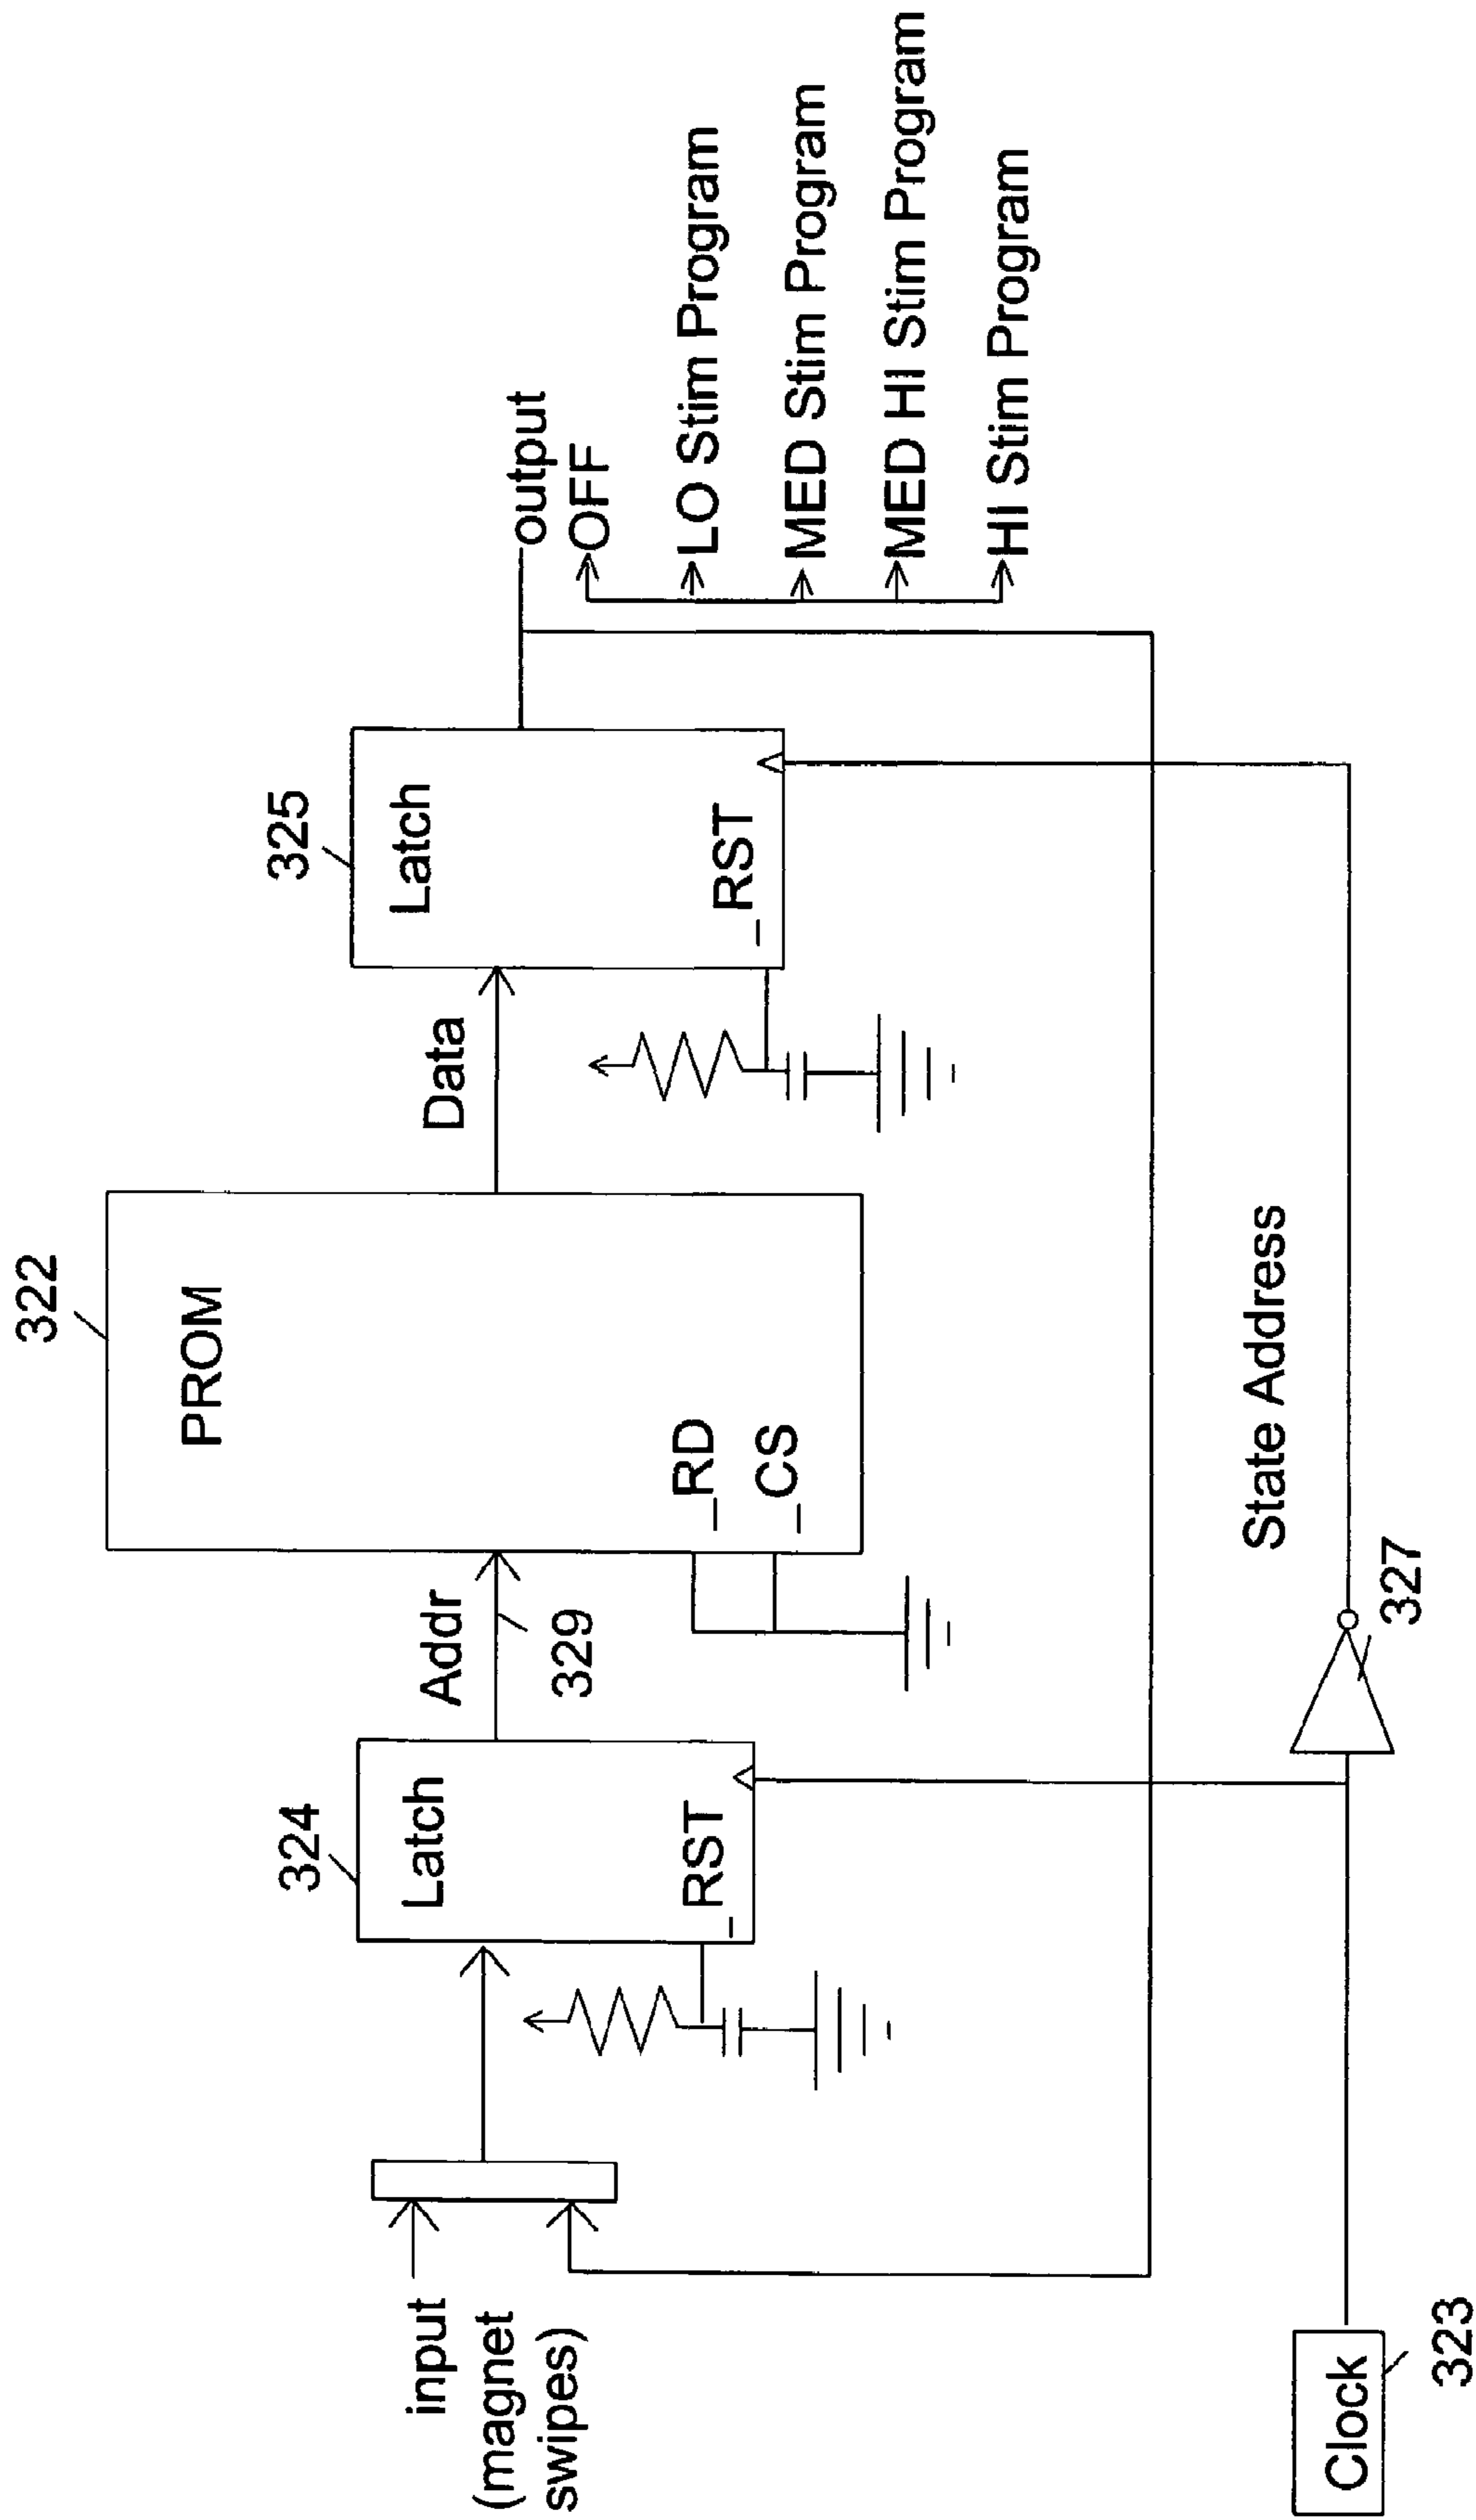 322
PROM
_RD
_CS
324
Latch
_RST
Addr
329
Data
325
Latch
_RST
input
(magnet
swipes)
output
OFF
LO Stim Program
MED Stim Program
MED HI Stim Program
HI Stim Program
State Address
Clock
323
327